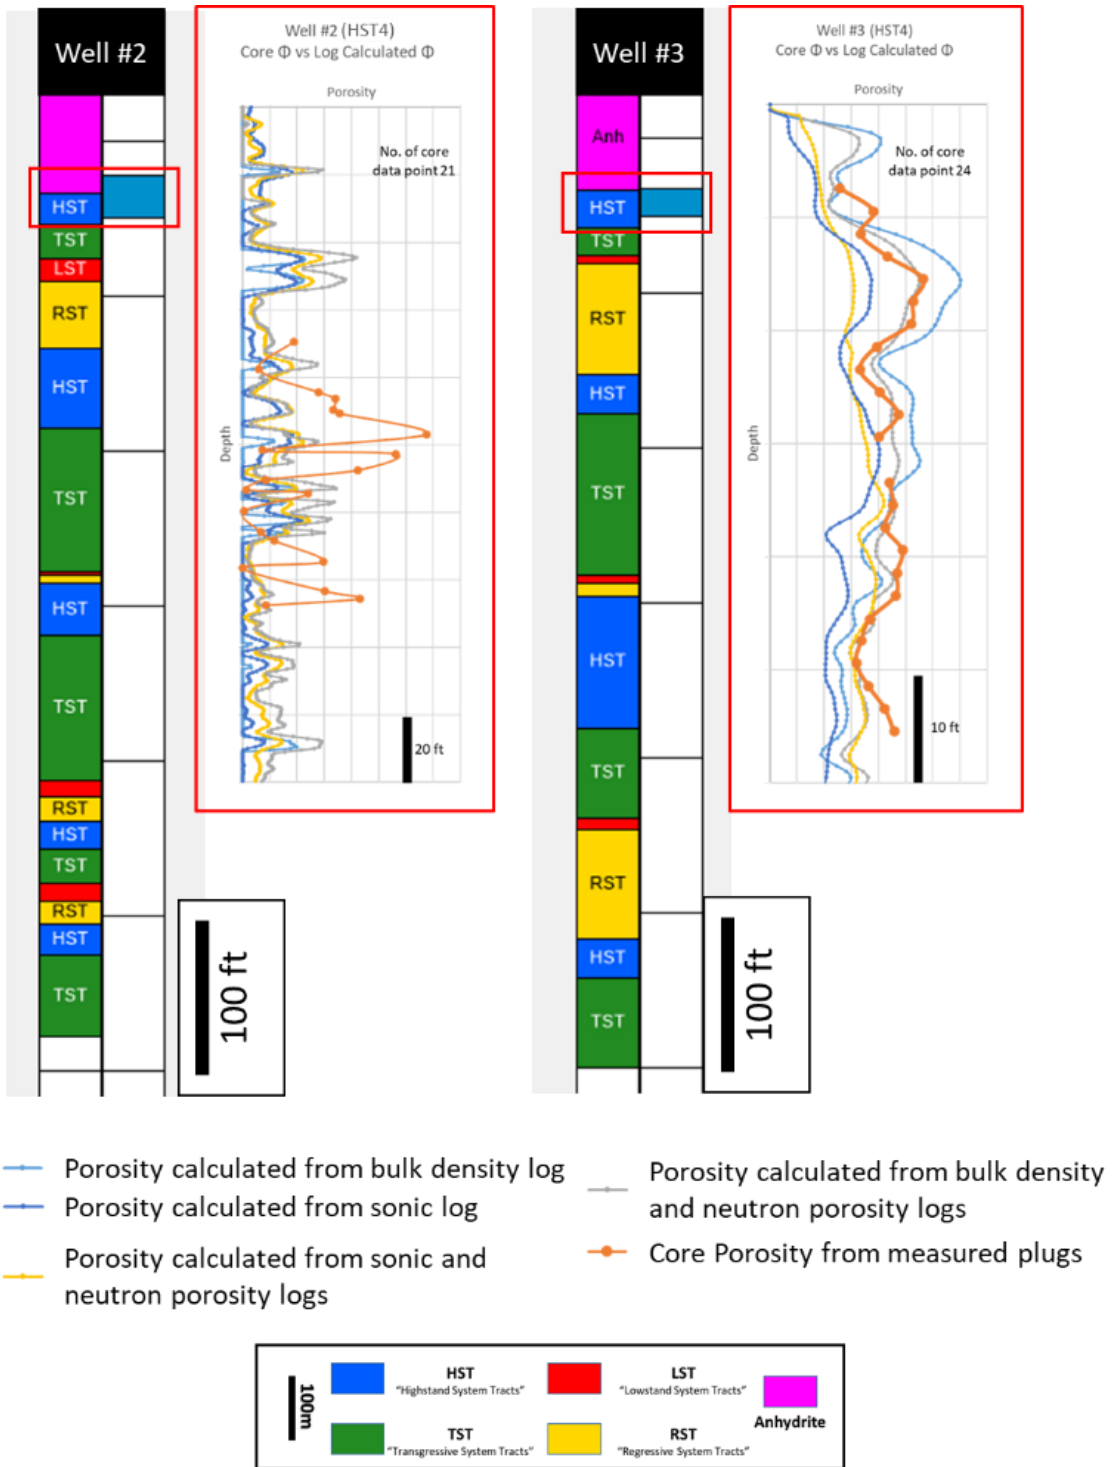 Well #2
HST
TST
LST
RST
HST
TST
HST
TST
RST
HST
TST
RST
HST
TST
Well #2 (HST4)
Core Φ vs Log Calculated Φ
Porosity
No. of core
data point 21
Depth
20 ft
100 ft
Well #3
Anh
HST
TST
RST
HST
TST
HST
TST
RST
HST
TST
Well #3 (HST4)
Core Φ vs Log Calculated Φ
Porosity
No. of core
data point 24
Depth
10 ft
100 ft
Porosity calculated from bulk density log
Porosity calculated from sonic log
Porosity calculated from sonic and
neutron porosity logs
Porosity calculated from bulk density
and neutron porosity logs
Core Porosity from measured plugs
100m
HST
"Highstand System Tracts"
LST
"Lowstand System Tracts"
TST
"Transgressive System Tracts"
RST
"Regressive System Tracts"
Anhydrite